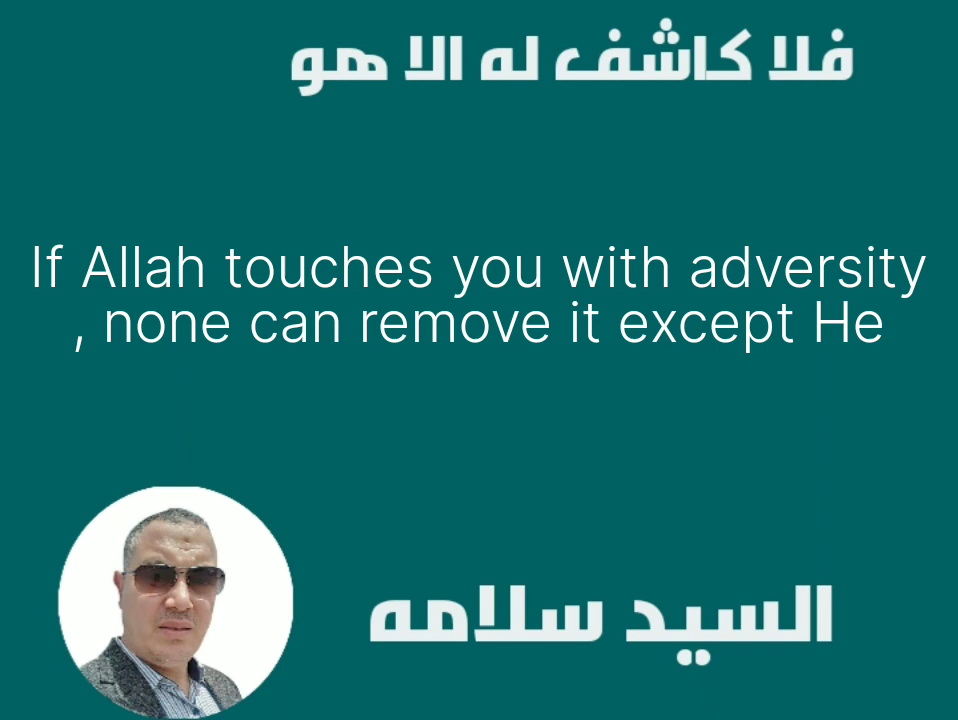 فلا كاشف له الا هو
If Allah touches you with adversity
, none can remove it except He
السيد سلامه